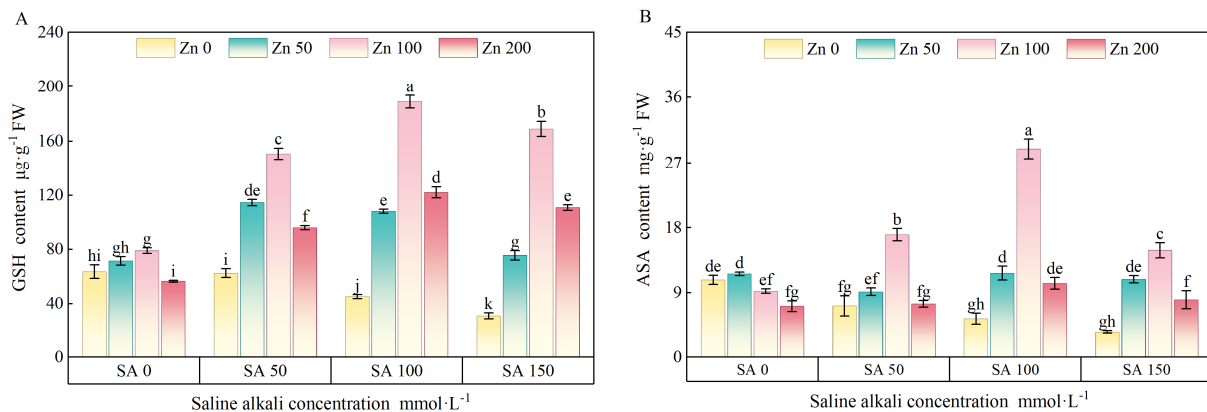 A
GSH content μg·g⁻¹ FW
240
200
160
120
80
40
0
Zn 0 Zn 50 Zn 100 Zn 200
hi gh g i
i de c f
j e a d
k g b e
SA 0 SA 50 SA 100 SA 150
Saline alkali concentration mmol·L⁻¹
B
ASA content mg·g⁻¹ FW
45
36
27
18
9
0
Zn 0 Zn 50 Zn 100 Zn 200
de d ef fg
fg ef b fg
gh d a de
gh de c f
SA 0 SA 50 SA 100 SA 150
Saline alkali concentration mmol·L⁻¹